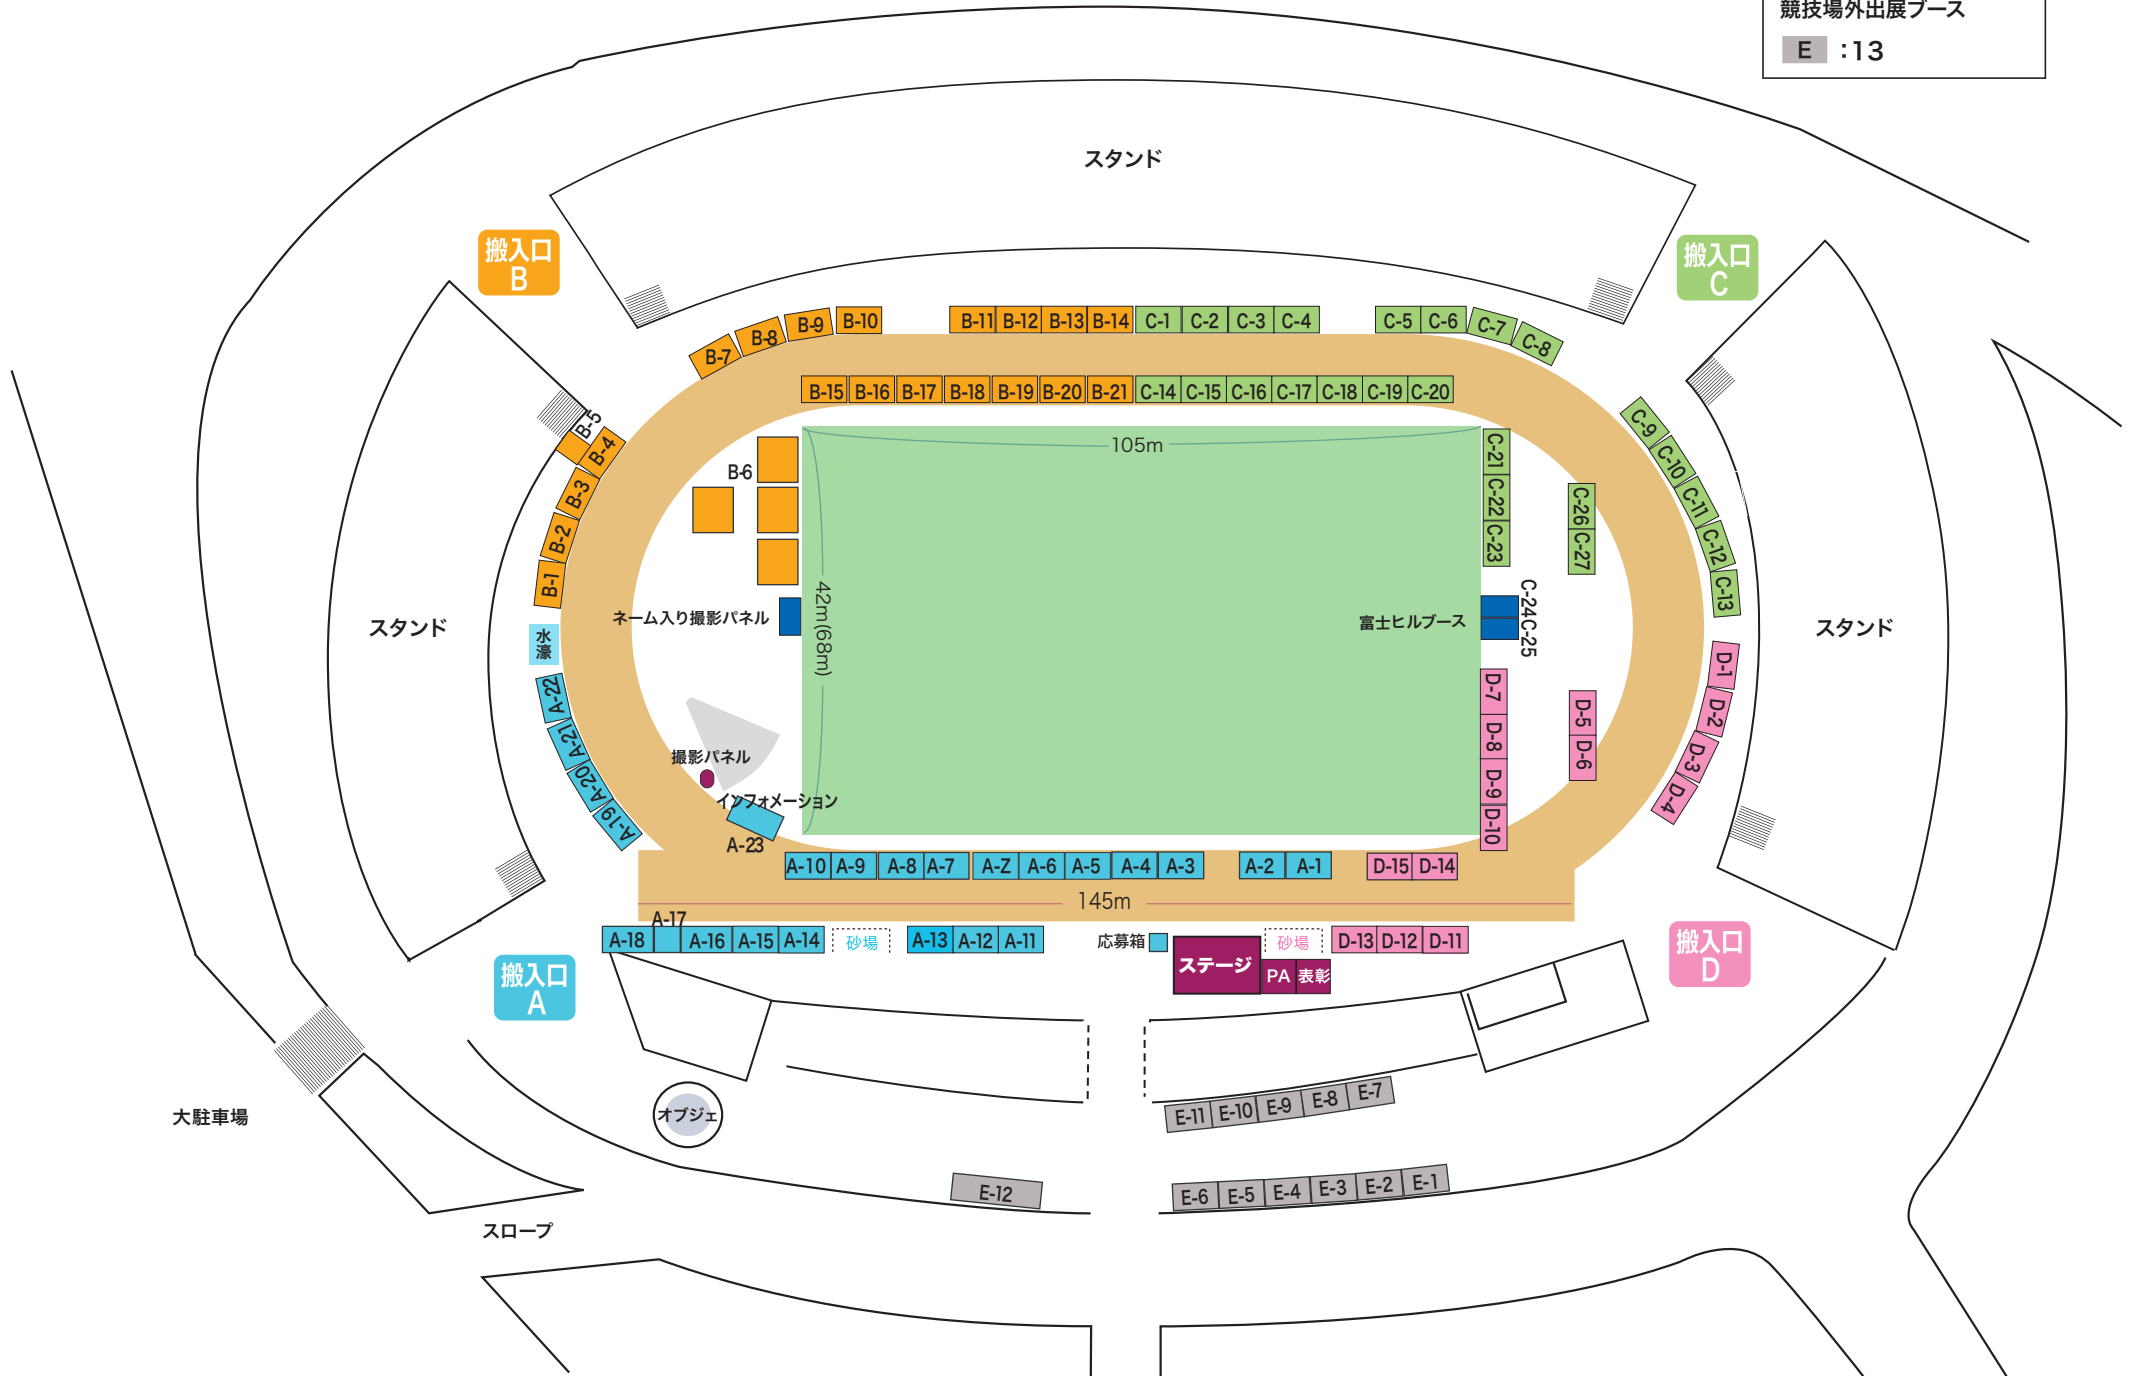 競技場外出展ブース
E :13
スタンド
搬入口
B
搬入口
C
B-7
B-8
B-9
B-10
B-11
B-12
B-13
B-14
C-1
C-2
C-3
C-4
C-5
C-6
C-7
C-8
B-15
B-16
B-17
B-18
B-19
B-20
B-21
C-14
C-15
C-16
C-17
C-18
C-19
C-20
B-5
B-4
B-3
B-2
B-1
B-6
105m
42m(68m)
C-21
C-22
C-23
C-26
C-27
C-9
C-10
C-11
C-12
C-13
ネーム入り撮影パネル
富士ヒルブース
C-24
C-25
スタンド
スタンド
水濠
A-22
A-21
A-20
A-19
撮影パネル
インフォメーション
A-23
D-7
D-8
D-9
D-10
D-5
D-6
D-1
D-2
D-3
D-4
A-10
A-9
A-8
A-7
A-Z
A-6
A-5
A-4
A-3
A-2
A-1
D-15
D-14
145m
A-17
A-18
A-16
A-15
A-14
砂場
A-13
A-12
A-11
応募箱
ステージ
砂場
PA
表彰
D-13
D-12
D-11
搬入口
A
搬入口
D
オブジェ
大駐車場
スロープ
E-11
E-10
E-9
E-8
E-7
E-12
E-6
E-5
E-4
E-3
E-2
E-1